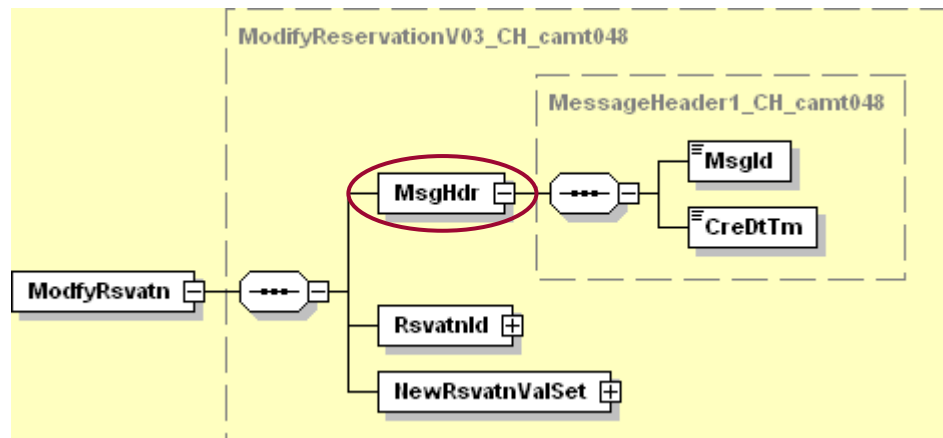 ModifyReservationV03_CH_camt048
MessageHeader1_CH_camt048
MsgId
MsgHdr
CreDtTm
ModfyRsvatn
RsvatnId
NewRsvatnValSet